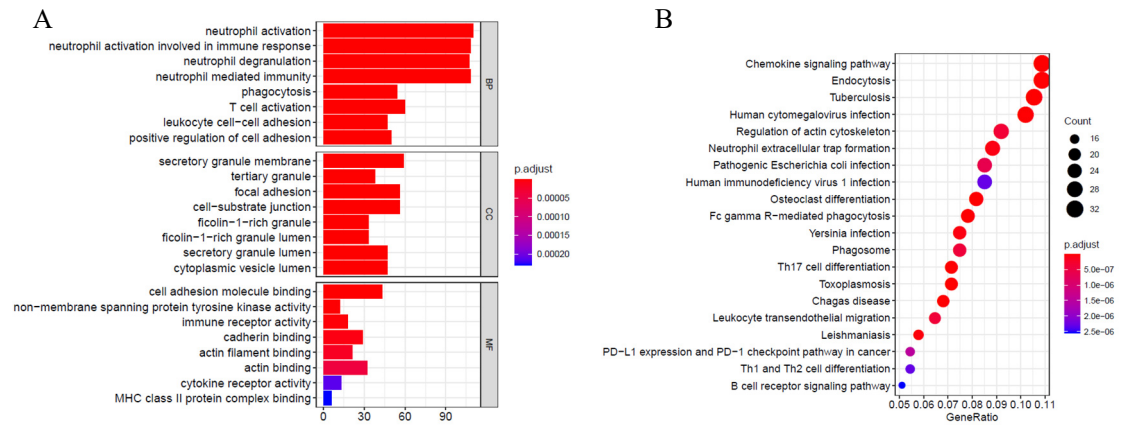 A
neutrophil activation
neutrophil activation involved in immune response
neutrophil degranulation
neutrophil mediated immunity
phagocytosis
T cell activation
leukocyte cell−cell adhesion
positive regulation of cell adhesion
BP
secretory granule membrane
tertiary granule
focal adhesion
cell−substrate junction
ficolin−1−rich granule
ficolin−1−rich granule lumen
secretory granule lumen
cytoplasmic vesicle lumen
CC
cell adhesion molecule binding
non−membrane spanning protein tyrosine kinase activity
immune receptor activity
cadherin binding
actin filament binding
actin binding
cytokine receptor activity
MHC class II protein complex binding
MF
0 30 60 90
p.adjust
0.00005
0.00010
0.00015
0.00020
B
Chemokine signaling pathway
Endocytosis
Tuberculosis
Human cytomegalovirus infection
Regulation of actin cytoskeleton
Neutrophil extracellular trap formation
Pathogenic Escherichia coli infection
Human immunodeficiency virus 1 infection
Osteoclast differentiation
Fc gamma R−mediated phagocytosis
Yersinia infection
Phagosome
Th17 cell differentiation
Toxoplasmosis
Chagas disease
Leukocyte transendothelial migration
Leishmaniasis
PD−L1 expression and PD−1 checkpoint pathway in cancer
Th1 and Th2 cell differentiation
B cell receptor signaling pathway
0.05 0.06 0.07 0.08 0.09 0.10 0.11
GeneRatio
Count
16
20
24
28
32
p.adjust
5.0e−07
1.0e−06
1.5e−06
2.0e−06
2.5e−06